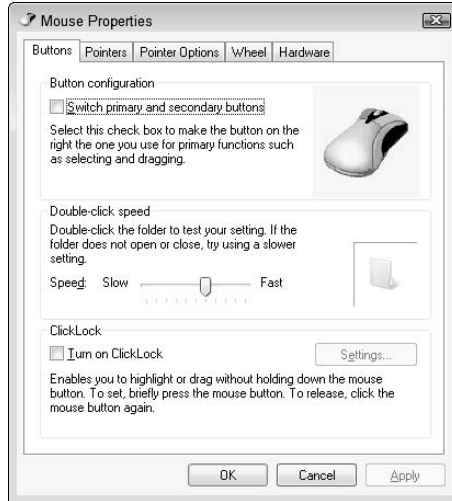 Mouse Properties
Buttons Pointers Pointer Options Wheel Hardware
Button configuration
Switch primary and secondary buttons
Select this check box to make the button on the
right the one you use for primary functions such
as selecting and dragging.
Double-click speed
Double-click the folder to test your setting. If the
folder does not open or close, try using a slower
setting.
Speed: Slow Fast
ClickLock
Turn on ClickLock Settings...
Enables you to highlight or drag without holding down the mouse
button. To set, briefly press the mouse button. To release, click the
mouse button again.
OK Cancel Apply